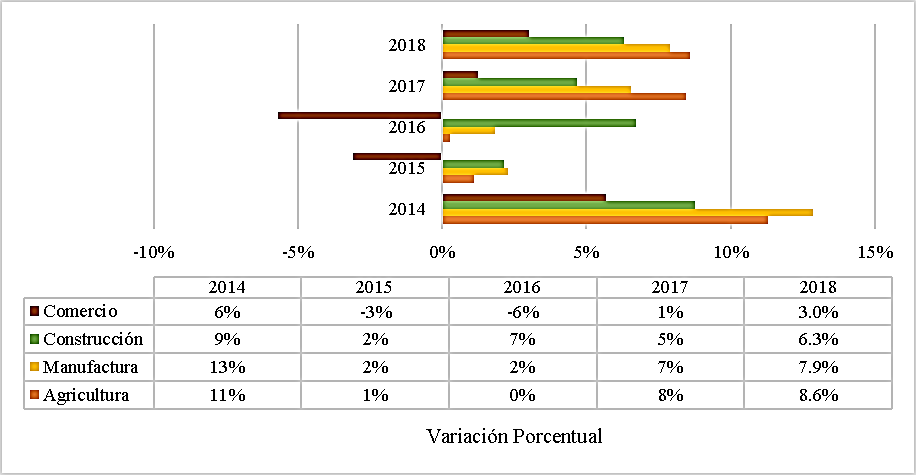 2018
2017
2016
2015
2014
-10% -5% 0% 5% 10% 15%
2014 2015 2016 2017 2018
Comercio 6% -3% -6% 1% 3.0%
Construcción 9% 2% 7% 5% 6.3%
Manufactura 13% 2% 2% 7% 7.9%
Agricultura 11% 1% 0% 8% 8.6%
Variación Porcentual